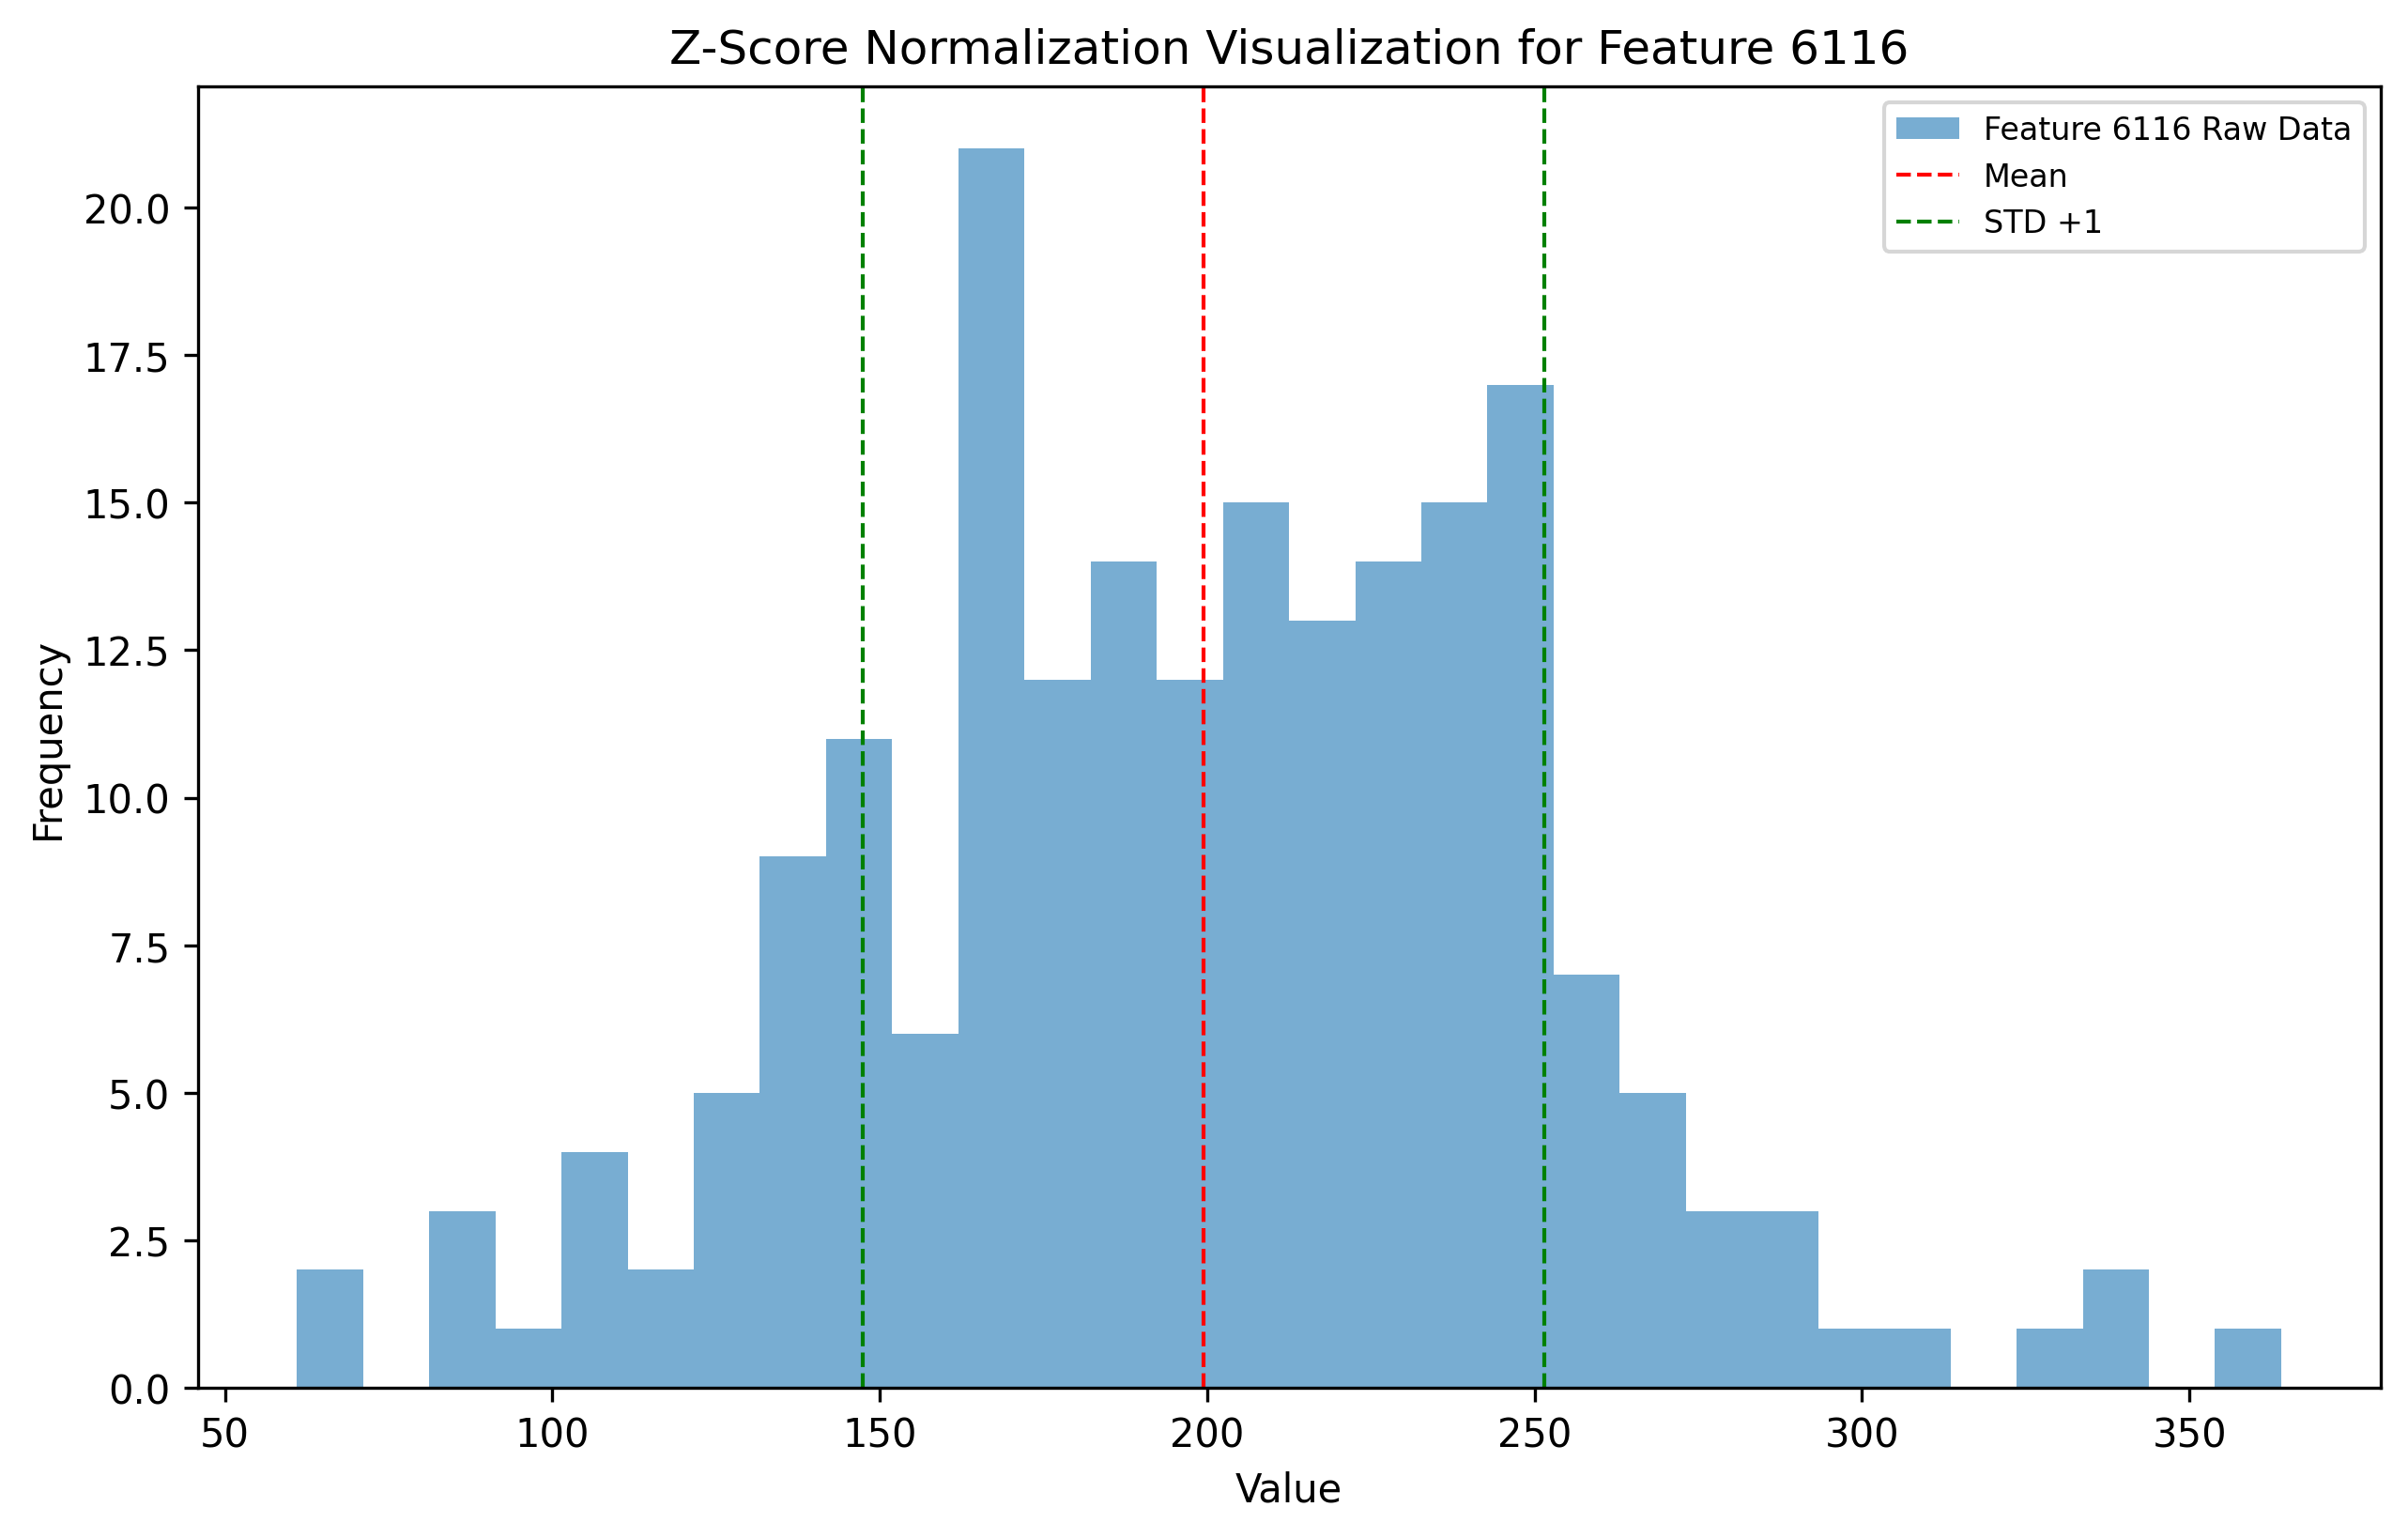 Z-Score Normalization Visualization for Feature 6116
Feature 6116 Raw Data
Mean
STD +1
Frequency
20.0
17.5
15.0
12.5
10.0
7.5
5.0
2.5
0.0
50 100 150 200 250 300 350
Value